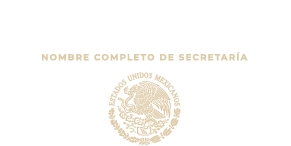 NOMBRE COMPLETO DE SECRETARÍA
ESTADOS UNIDOS MEXICANOS